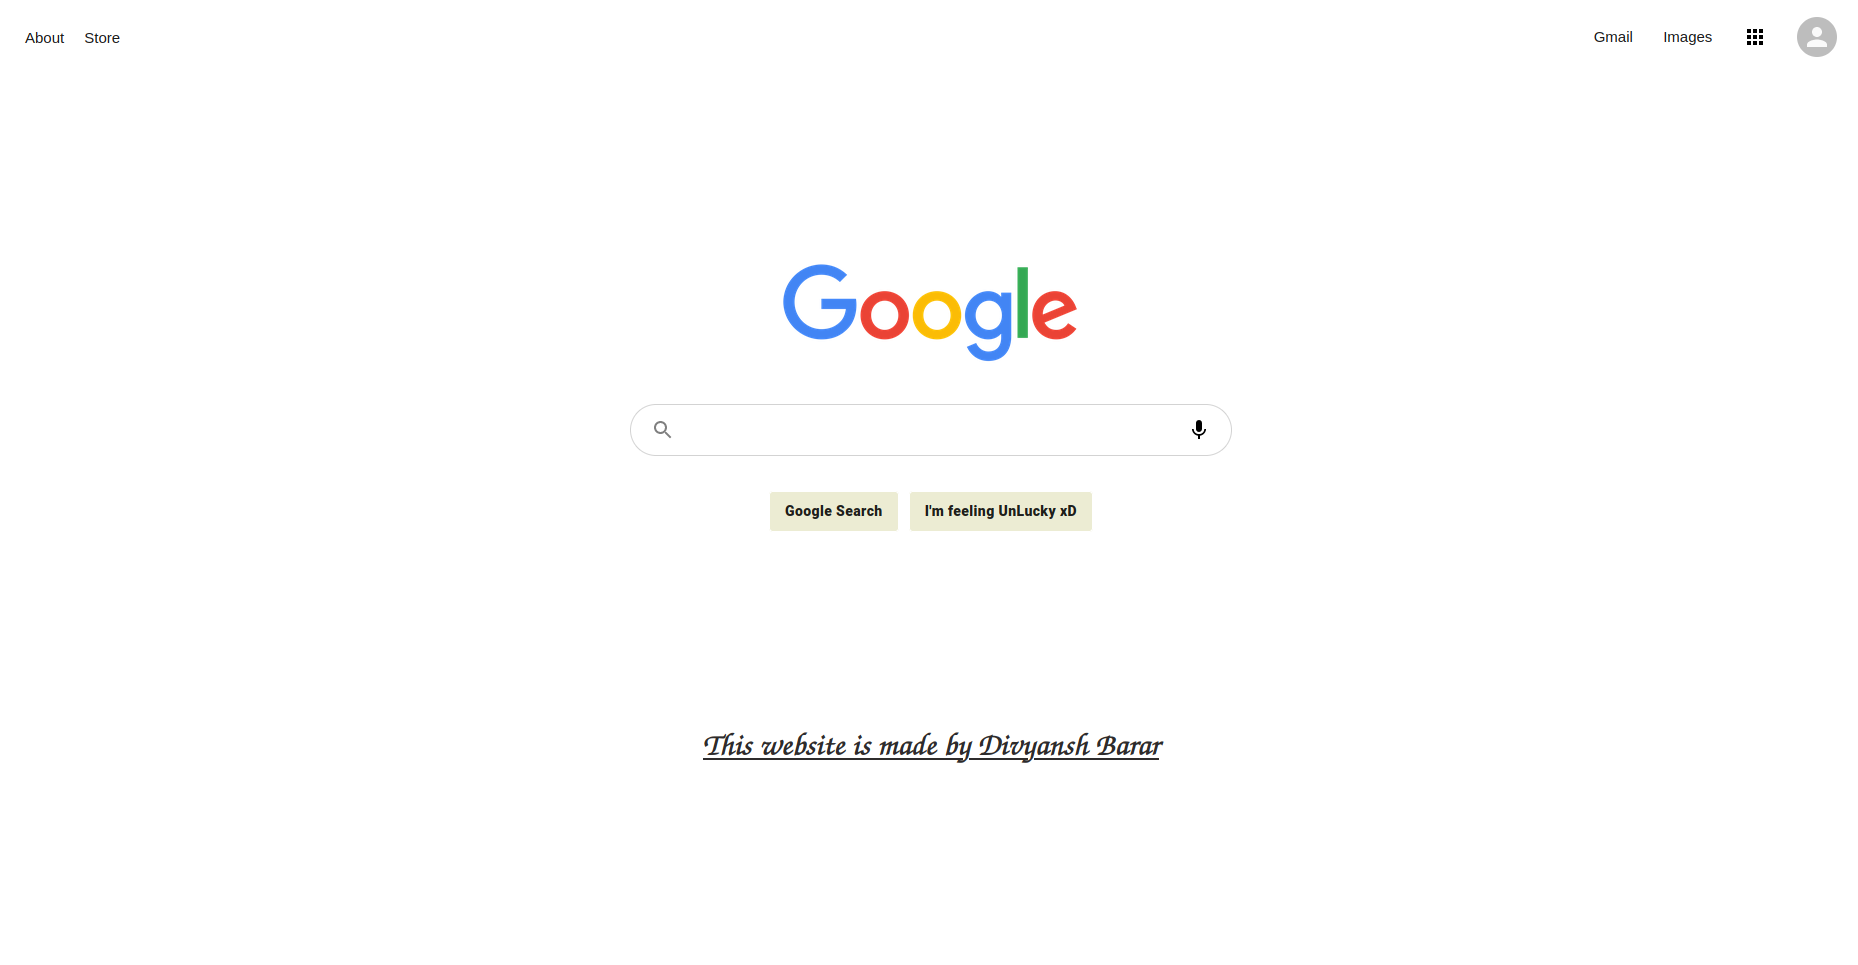 About Store Gmail Images
Google
Google Search I'm feeling UnLucky xD
This website is made by Divyansh Barar